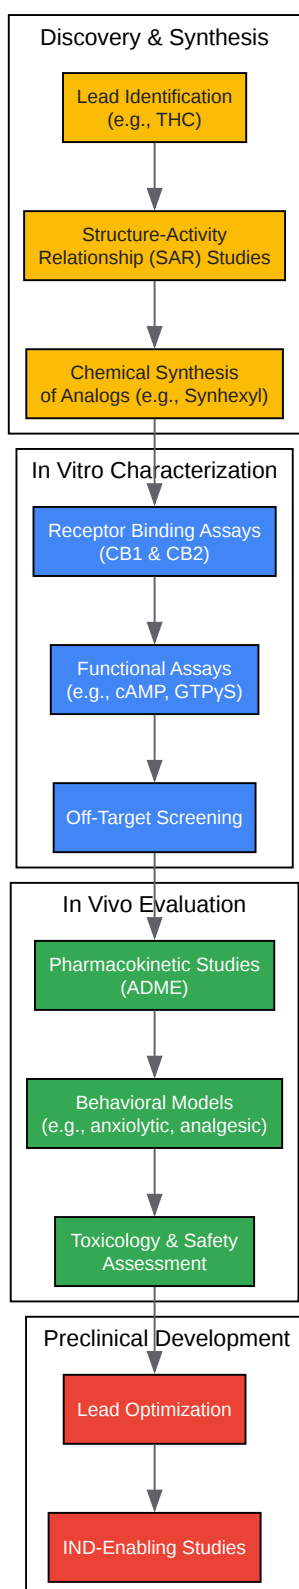 Discovery & Synthesis
Lead Identification
(e.g., THC)
Structure-Activity
Relationship (SAR) Studies
Chemical Synthesis
of Analogs (e.g., Synhexyl)
In Vitro Characterization
Receptor Binding Assays
(CB1 & CB2)
Functional Assays
(e.g., cAMP, GTPγS)
Off-Target Screening
In Vivo Evaluation
Pharmacokinetic Studies
(ADME)
Behavioral Models
(e.g., anxiolytic, analgesic)
Toxicology & Safety
Assessment
Preclinical Development
Lead Optimization
IND-Enabling Studies